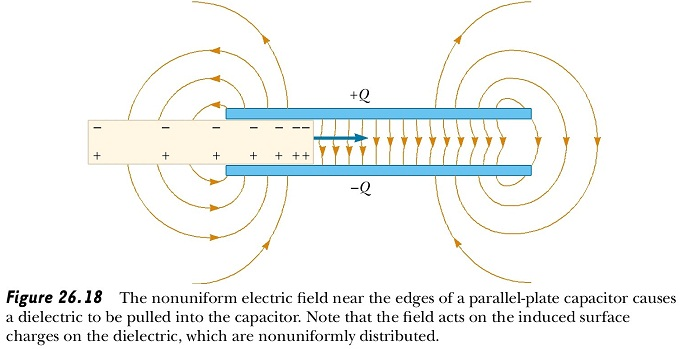 +Q
– – – – – –
+ + + + ++
–Q
Figure 26.18 The nonuniform electric field near the edges of a parallel-plate capacitor causes
a dielectric to be pulled into the capacitor. Note that the field acts on the induced surface
charges on the dielectric, which are nonuniformly distributed.